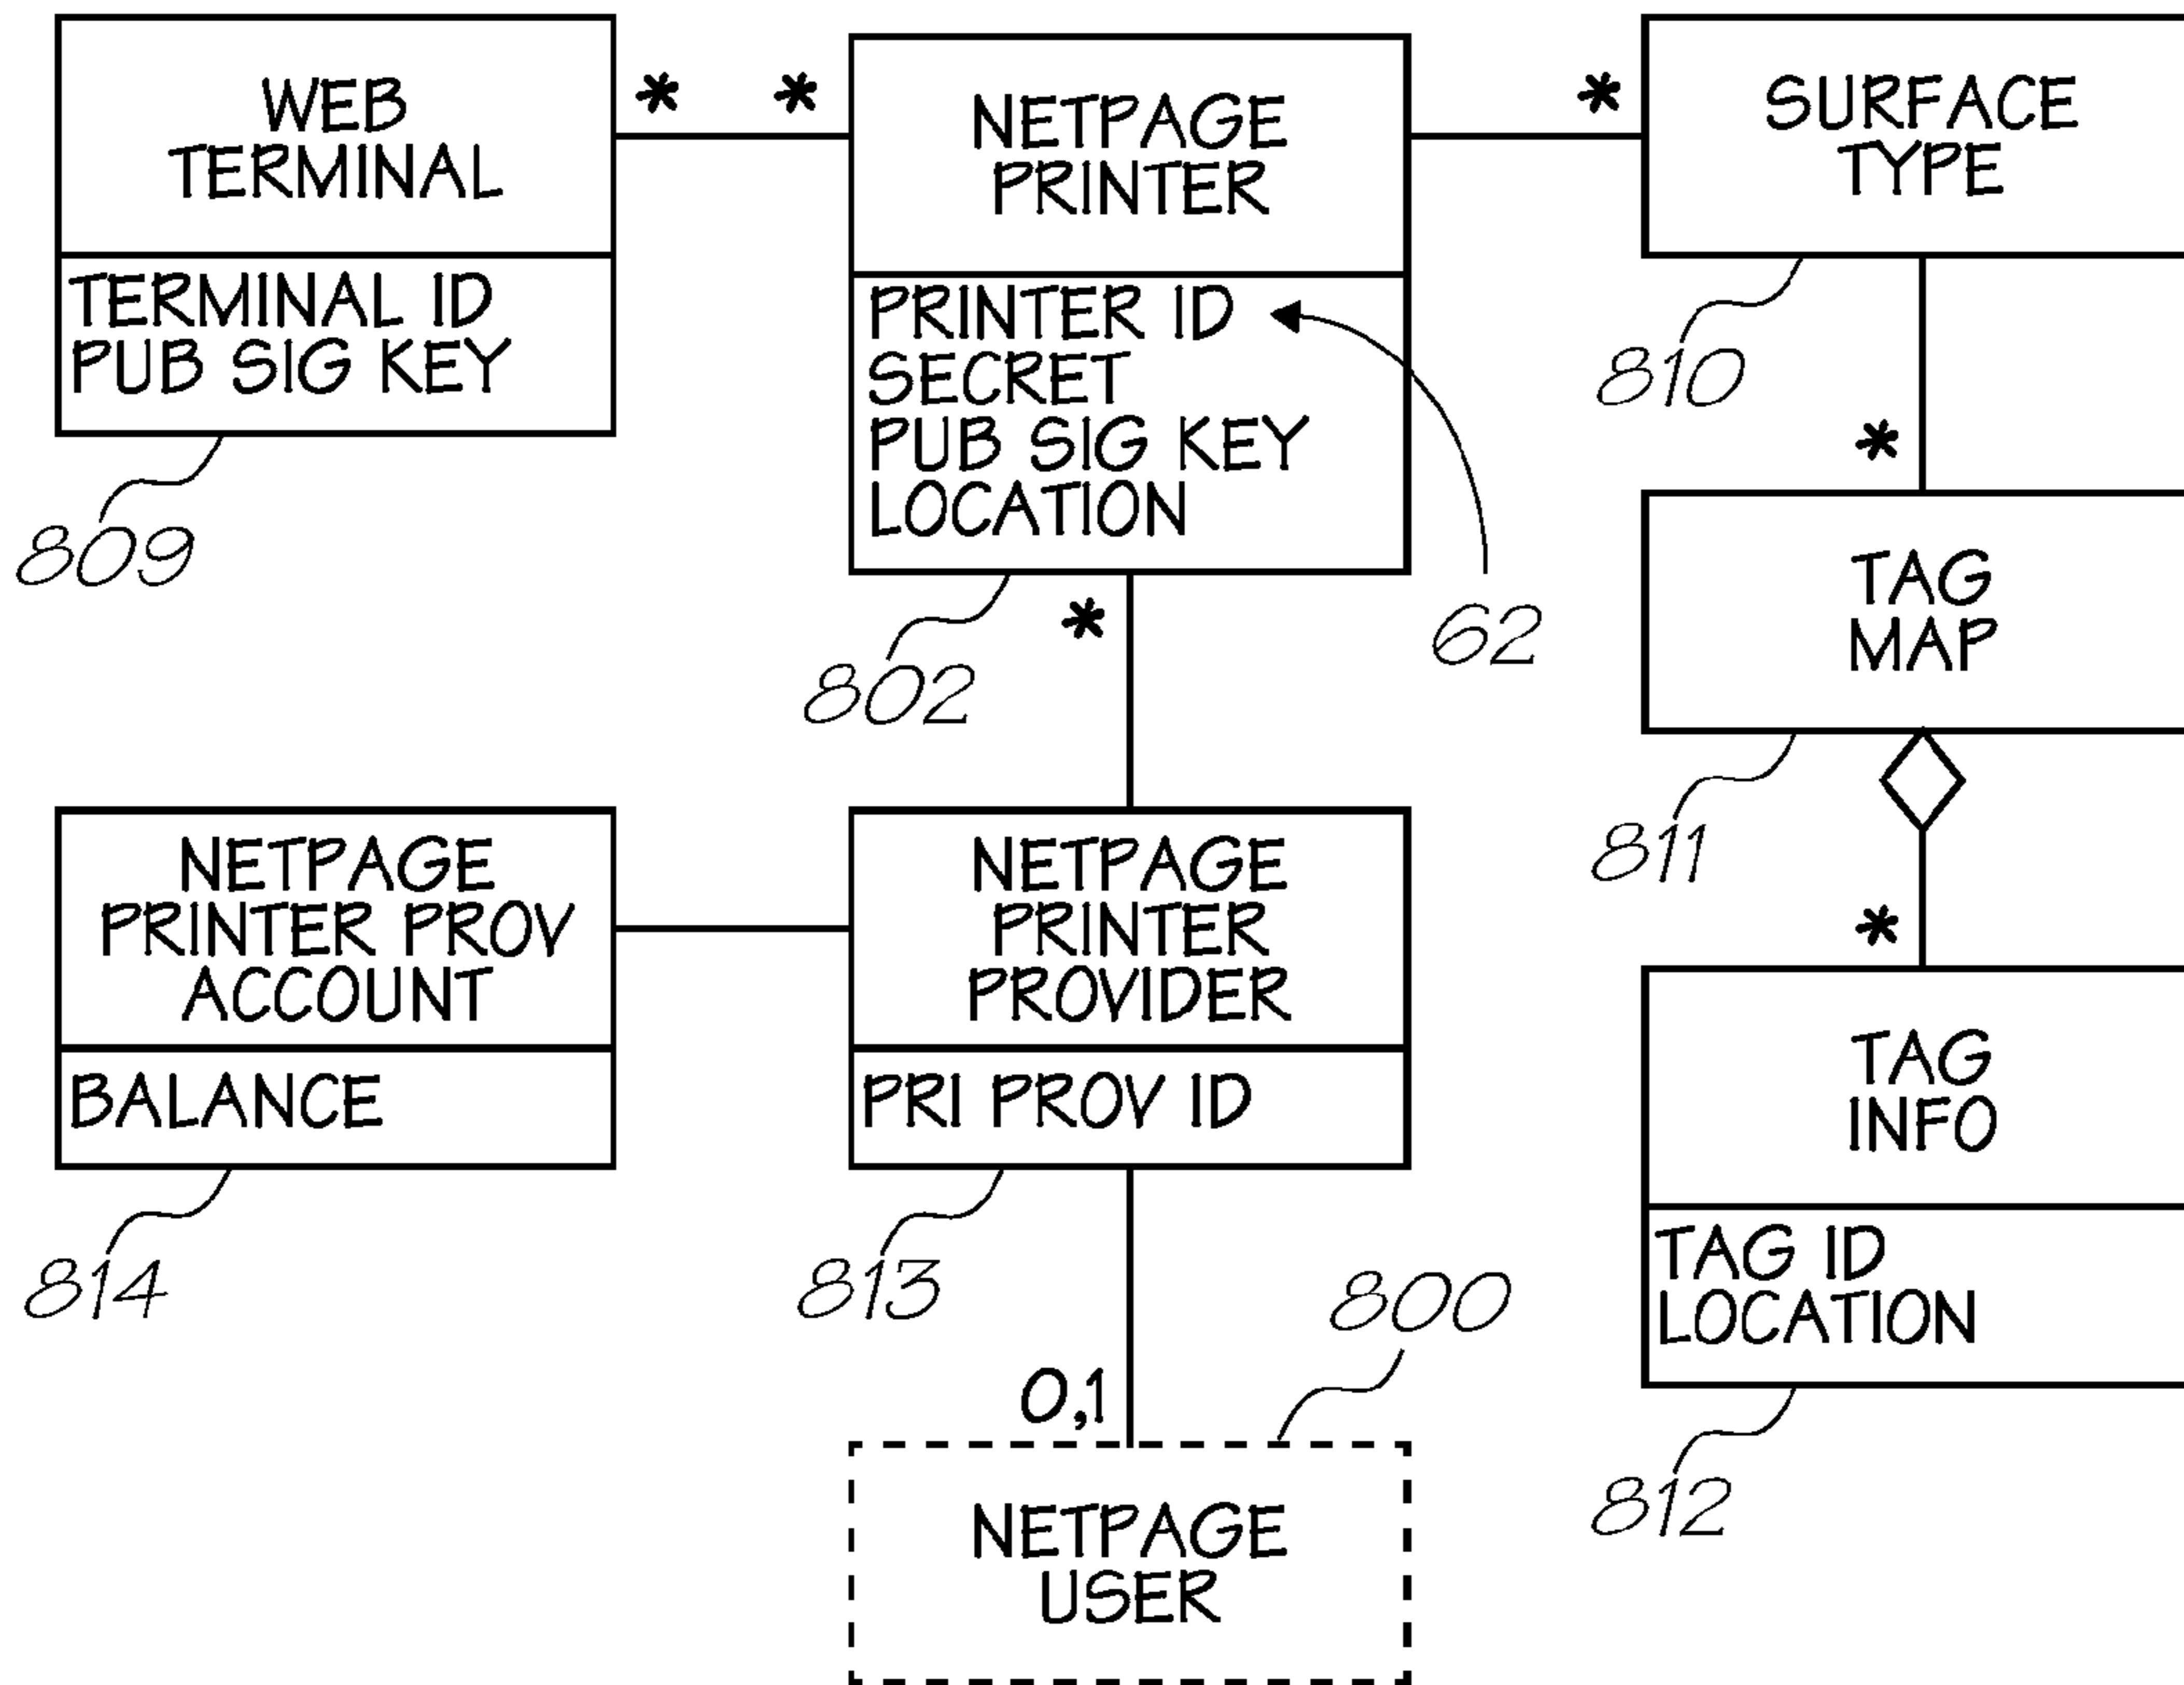 WEB
TERMINAL
TERMINAL ID
PUB SIG KEY
809
*
*
NETPAGE
PRINTER
PRINTER ID
SECRET
PUB SIG KEY
LOCATION
802
62
*
*
SURFACE
TYPE
810
*
TAG
MAP
811
*
TAG
INFO
TAG ID
LOCATION
812
NETPAGE
PRINTER PROV
ACCOUNT
BALANCE
814
NETPAGE
PRINTER
PROVIDER
PRI PROV ID
813
800
0,1
NETPAGE
USER